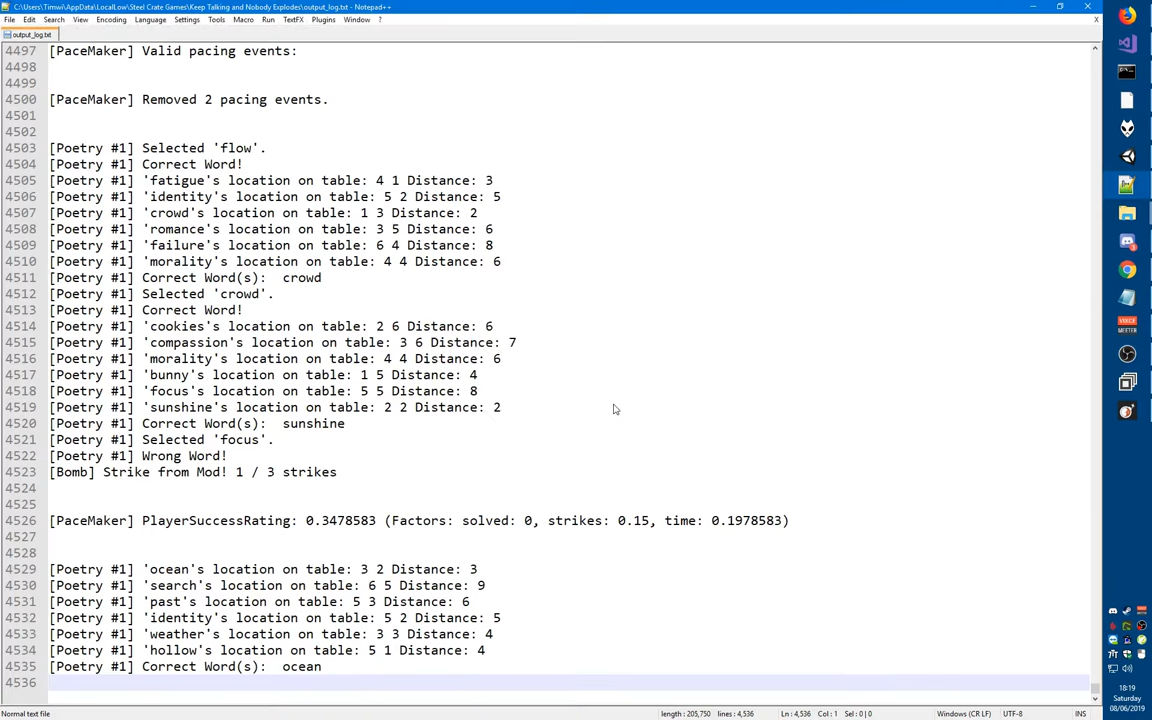 C:\Users\Timwi\AppData\LocalLow\Steel Crate Games\Keep Talking and Nobody Explodes\output_log.txt - Notepad++
File Edit Search View Encoding Language Settings Tools Macro Run TextFX Plugins Window ?
output_log.txt
4497 [PaceMaker] Valid pacing events:
4498
4499
4500 [PaceMaker] Removed 2 pacing events.
4501
4502
4503 [Poetry #1] Selected 'flow'.
4504 [Poetry #1] Correct Word!
4505 [Poetry #1] 'fatigue's location on table: 4 1 Distance: 3
4506 [Poetry #1] 'identity's location on table: 5 2 Distance: 5
4507 [Poetry #1] 'crowd's location on table: 1 3 Distance: 2
4508 [Poetry #1] 'romance's location on table: 3 5 Distance: 6
4509 [Poetry #1] 'failure's location on table: 6 4 Distance: 8
4510 [Poetry #1] 'morality's location on table: 4 4 Distance: 6
4511 [Poetry #1] Correct Word(s):  crowd
4512 [Poetry #1] Selected 'crowd'.
4513 [Poetry #1] Correct Word!
4514 [Poetry #1] 'cookies's location on table: 2 6 Distance: 6
4515 [Poetry #1] 'compassion's location on table: 3 6 Distance: 7
4516 [Poetry #1] 'morality's location on table: 4 4 Distance: 6
4517 [Poetry #1] 'bunny's location on table: 1 5 Distance: 4
4518 [Poetry #1] 'focus's location on table: 5 5 Distance: 8
4519 [Poetry #1] 'sunshine's location on table: 2 2 Distance: 2
4520 [Poetry #1] Correct Word(s):  sunshine
4521 [Poetry #1] Selected 'focus'.
4522 [Poetry #1] Wrong Word!
4523 [Bomb] Strike from Mod! 1 / 3 strikes
4524
4525
4526 [PaceMaker] PlayerSuccessRating: 0.3478583 (Factors: solved: 0, strikes: 0.15, time: 0.1978583)
4527
4528
4529 [Poetry #1] 'ocean's location on table: 3 2 Distance: 3
4530 [Poetry #1] 'search's location on table: 6 5 Distance: 9
4531 [Poetry #1] 'past's location on table: 5 3 Distance: 6
4532 [Poetry #1] 'identity's location on table: 5 2 Distance: 5
4533 [Poetry #1] 'weather's location on table: 3 3 Distance: 4
4534 [Poetry #1] 'hollow's location on table: 5 1 Distance: 4
4535 [Poetry #1] Correct Word(s):  ocean
4536
Normal text file length : 205,750 lines : 4,536 Ln : 4,536 Col : 1 Sel : 0 | 0 Windows (CR LF) UTF-8 INS
VOICE MEETER
18:19
Saturday
08/06/2019